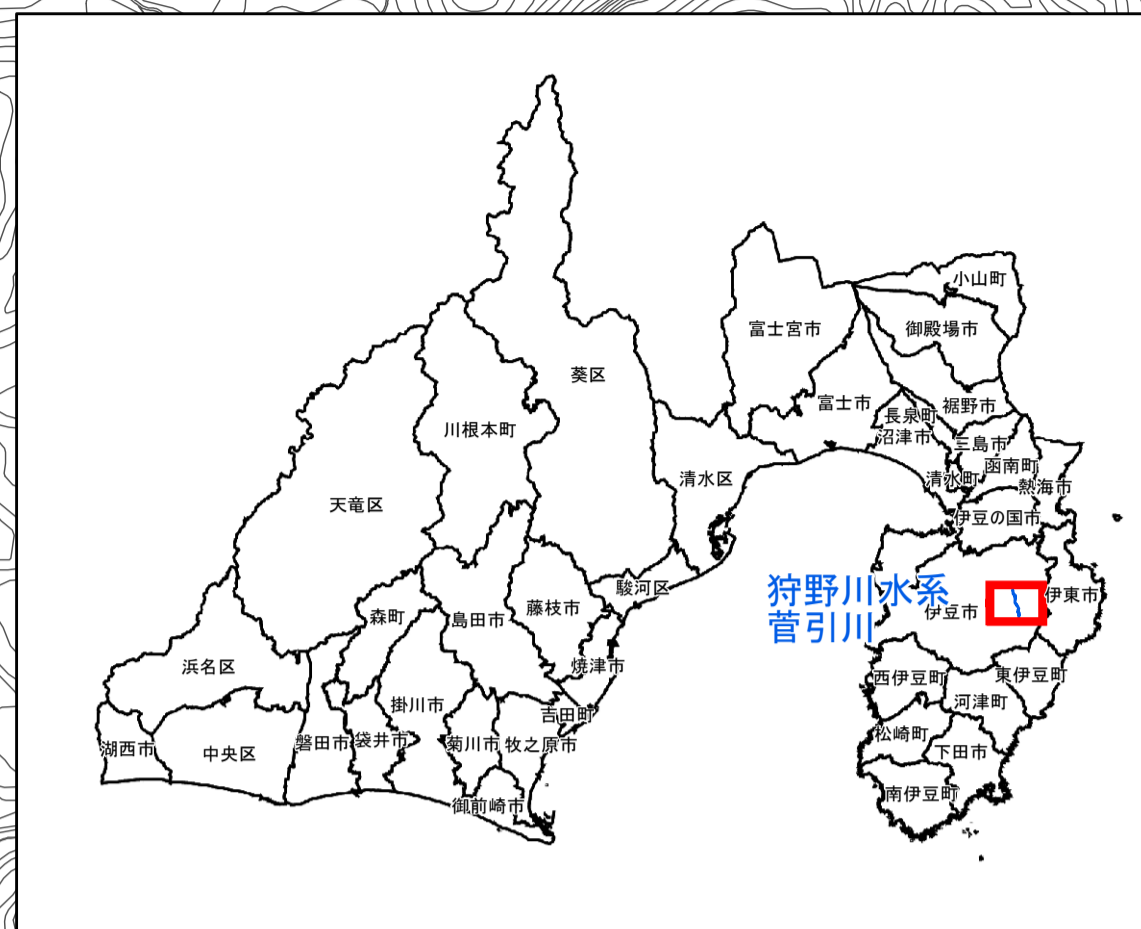 小山町
富士宮市
御殿場市
葵区
富士市
裾野市
長泉町
川根本町
沼津市
三島市
函南町
清水区
清水町
熱海市
天竜区
伊豆の国市
駿河区
狩野川水系
菅引川
伊豆市
伊東市
森町
島田市
藤枝市
浜名区
焼津市
西伊豆町
東伊豆町
河津町
掛川市
吉田町
湖西市
中央区
磐田市
袋井市
菊川市
牧之原市
松崎町
下田市
御前崎市
南伊豆町